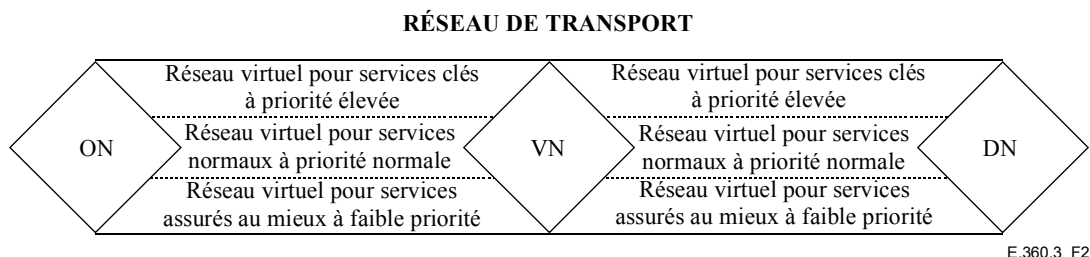 RÉSEAU DE TRANSPORT
Réseau virtuel pour services clés
à priorité élevée
Réseau virtuel pour services clés
à priorité élevée
ON
Réseau virtuel pour services
normaux à priorité normale
VN
Réseau virtuel pour services
normaux à priorité normale
DN
Réseau virtuel pour services
assurés au mieux à faible priorité
Réseau virtuel pour services
assurés au mieux à faible priorité
E.360.3_F2